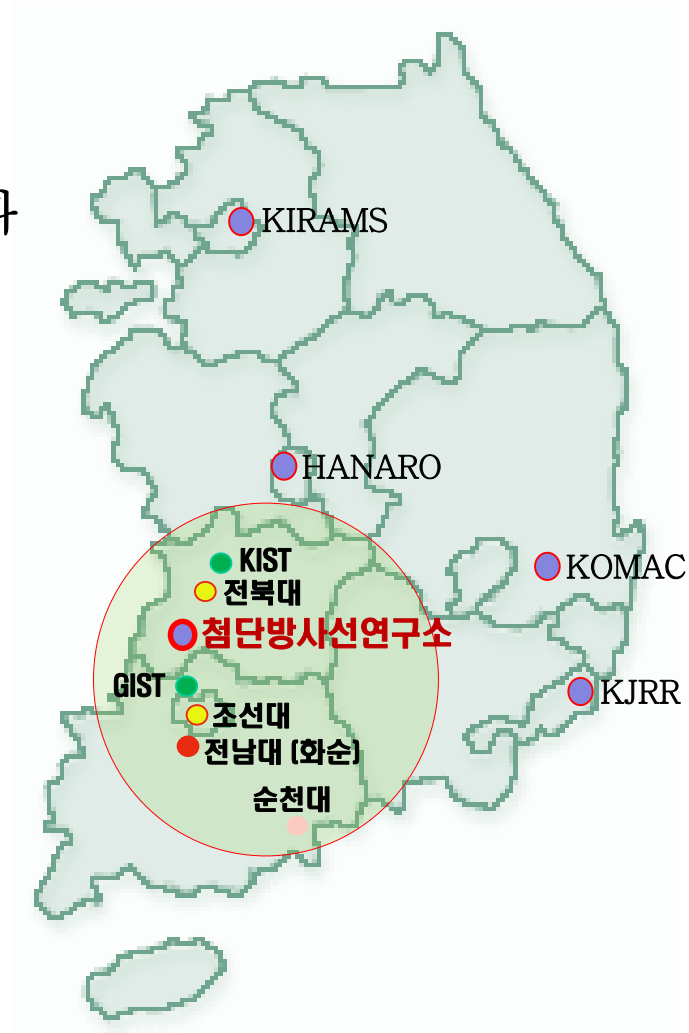 KIRAMS
HANARO
KIST
KOMAC
전북대
첨단방사선연구소
GIST
KJRR
조선대
전남대 (화순)
순천대